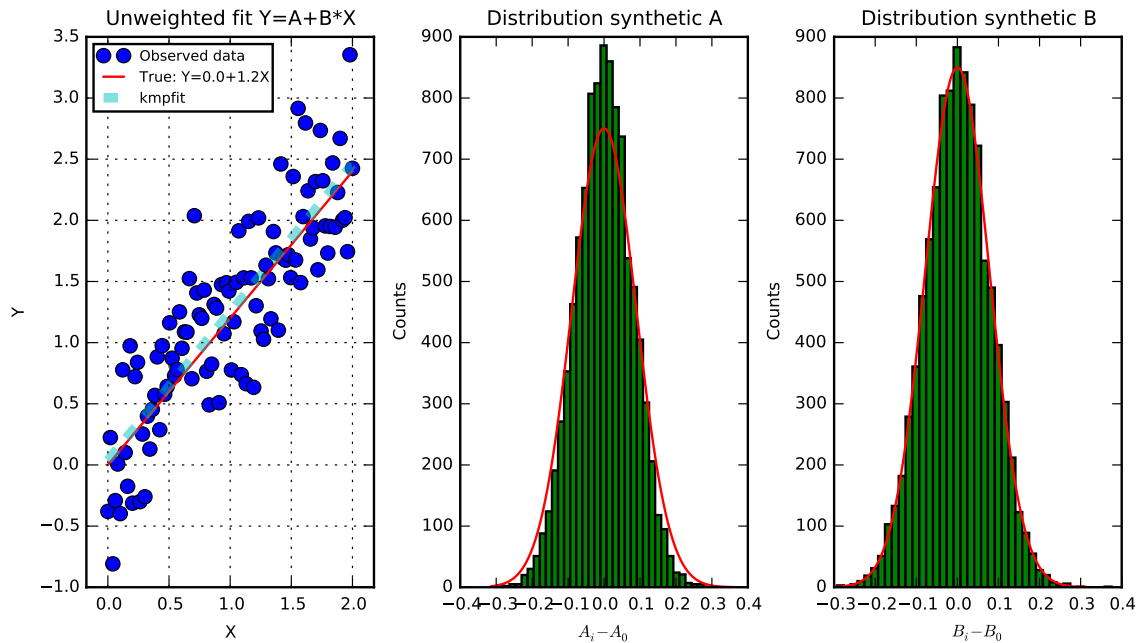 Unweighted fit Y=A+B*X
3.5
3.0
2.5
2.0
1.5
1.0
0.5
0.0
−0.5
−1.0
Y
Observed data
True: Y=0.0+1.2X
kmpfit
0.0 0.5 1.0 1.5 2.0
X
Distribution synthetic A
900
800
700
600
500
400
300
200
100
0
Counts
−0.4 −0.3 −0.2 −0.1 0.0 0.1 0.2 0.3 0.4
A_i−A_0
Distribution synthetic B
900
800
700
600
500
400
300
200
100
0
Counts
−0.3 −0.2 −0.1 0.0 0.1 0.2 0.3 0.4
B_i−B_0